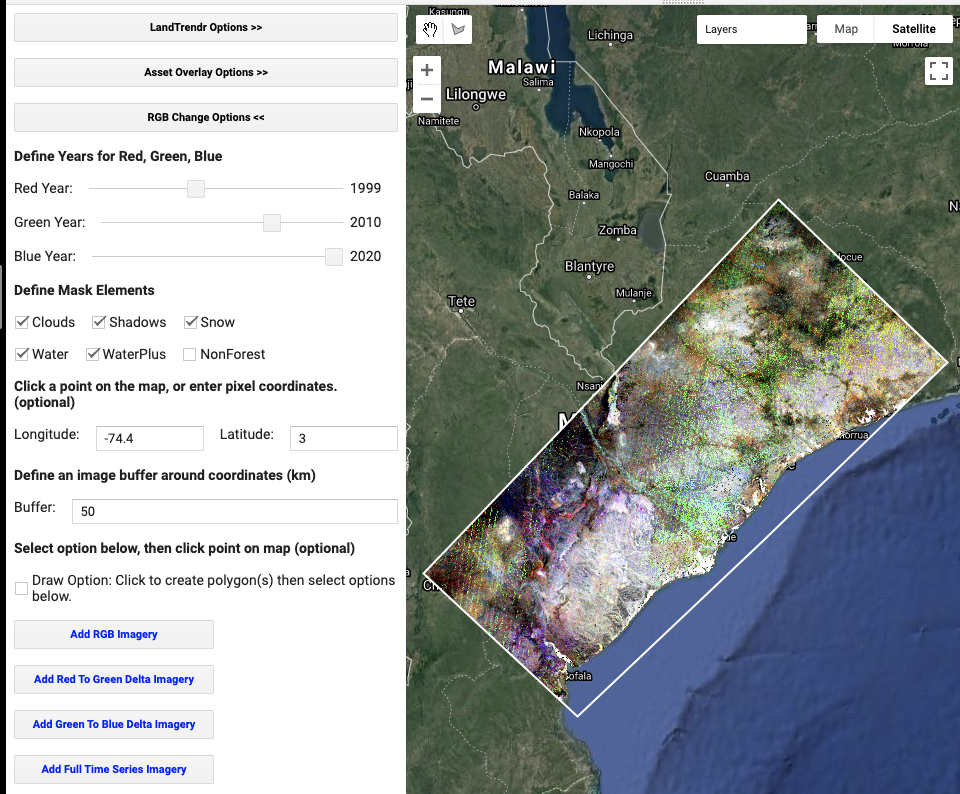 LandTrendr Options >>
Asset Overlay Options >>
RGB Change Options <<
Define Years for Red, Green, Blue
Red Year: 1999
Green Year: 2010
Blue Year: 2020
Define Mask Elements
Clouds Shadows Snow
Water WaterPlus NonForest
Click a point on the map, or enter pixel coordinates.
(optional)
Longitude: -74.4 Latitude: 3
Define an image buffer around coordinates (km)
Buffer: 50
Select option below, then click point on map (optional)
Draw Option: Click to create polygon(s) then select options
below.
Add RGB Imagery
Add Red To Green Delta Imagery
Add Green To Blue Delta Imagery
Add Full Time Series Imagery
Kasungu
Lichinga
Layers
Map
Satellite
+
−
Malawi
Salima
Lilongwe
Namitete
Nkopola
Mangochi
Cuamba
Balaka
Zomba
Blantyre
Mulanje
Tete
ocue
Nsanj
M
orrua
e
ne
Sofala